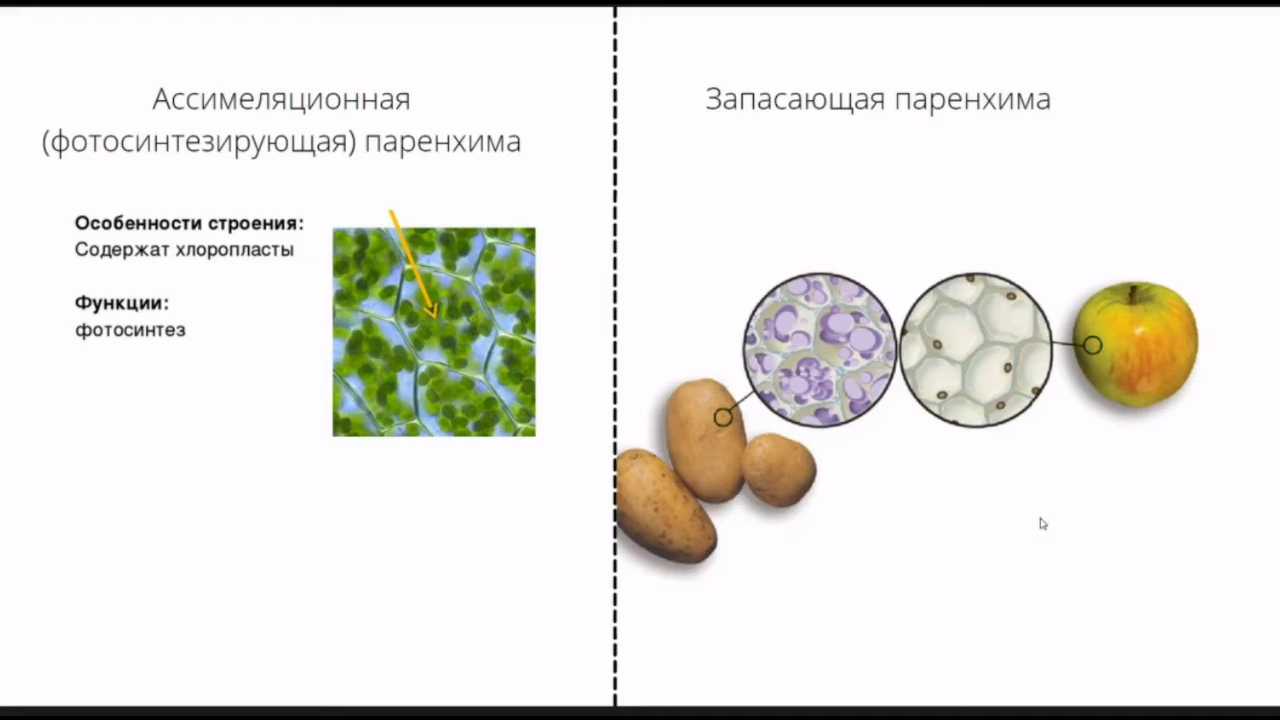 Ассимеляционная
(фотосинтезирующая) паренхима
Особенности строения:
Содержат хлоропласты
Функции:
фотосинтез
Запасающая паренхима